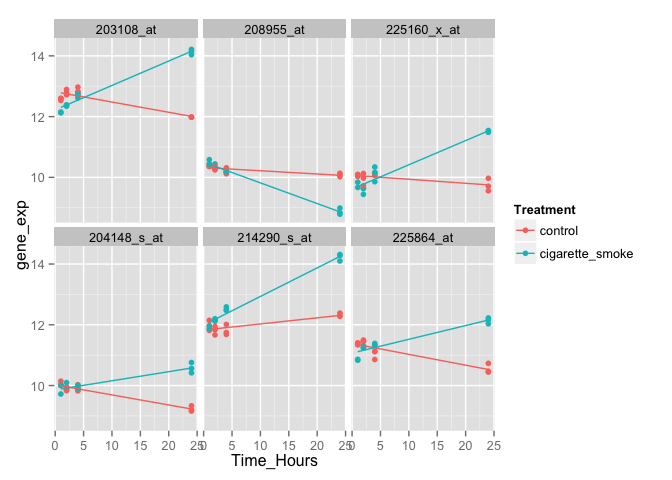 203108_at 208955_at 225160_x_at
14
12
10
204148_s_at 214290_s_at 225864_at
14
12
10
gene_exp
0 5 10 15 20 25 0 5 10 15 20 25 0 5 10 15 20 25
Time_Hours
Treatment
control
cigarette_smoke